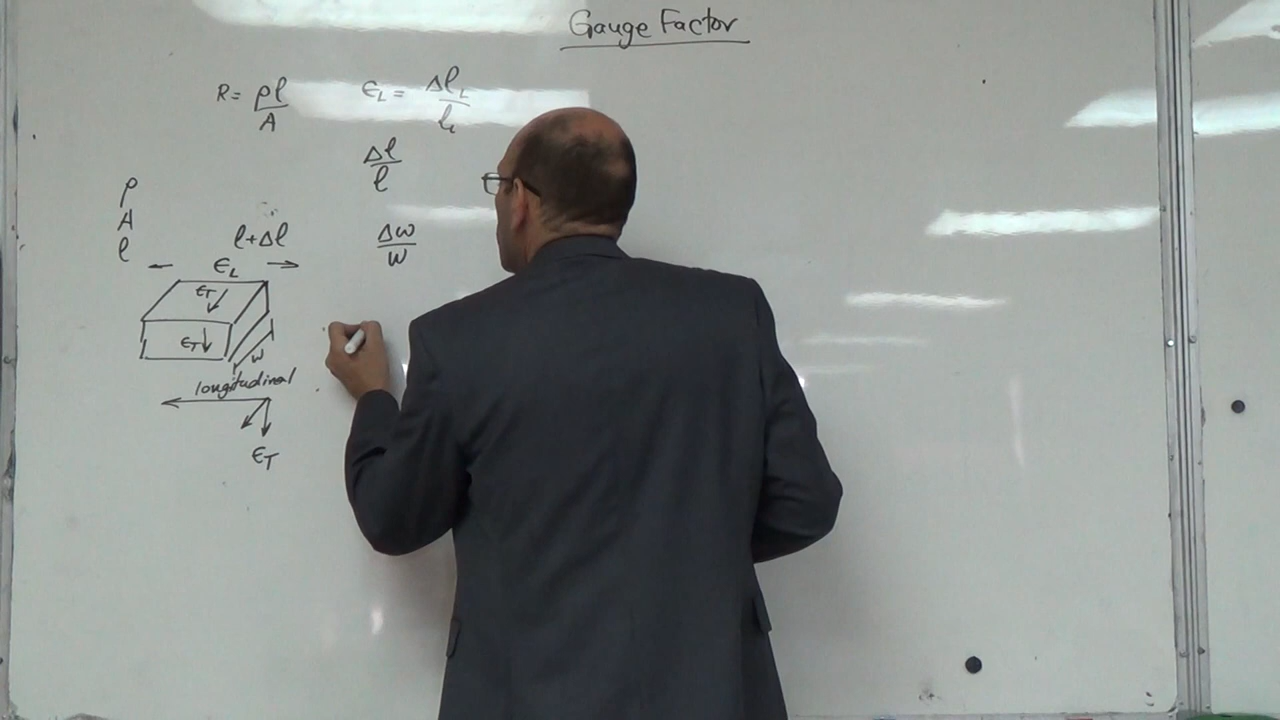 Gauge Factor
R = ρl/A
ϵ_L = Δl_L/l_L
Δl/l
ρ
A
l
l+Δl
Δw/w
ϵ_L
ϵ_T
ϵ_T
w
longitudinal
ϵ_T